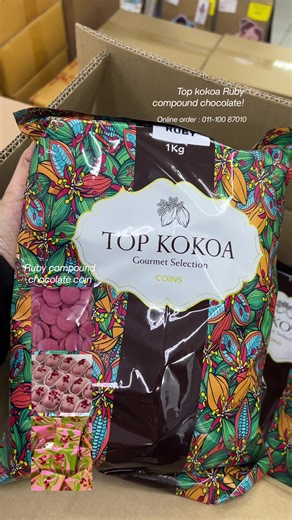 Top kokoa Ruby
compound chocolate!
Online order : 011-100 87010
RUBY
1Kg
TOP KOKOA
Gourmet Selection
COINS
Ruby compound
chocolate coin